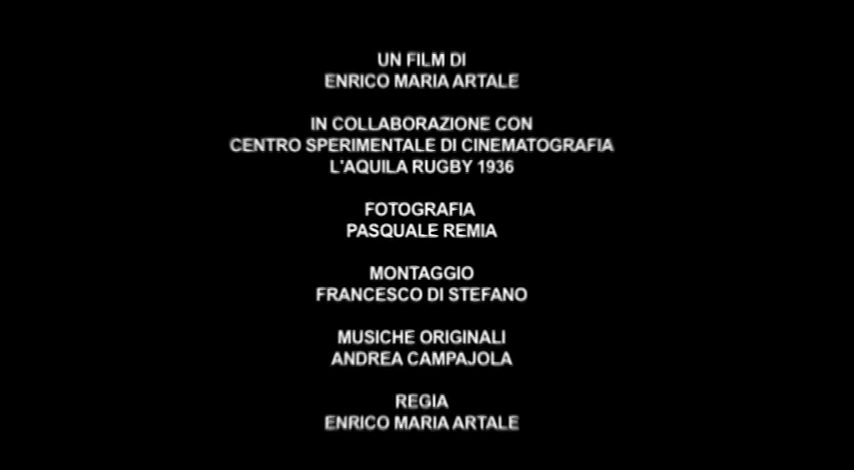 UN FILM DI
ENRICO MARIA ARTALE
IN COLLABORAZIONE CON
CENTRO SPERIMENTALE DI CINEMATOGRAFIA
L'AQUILA RUGBY 1936
FOTOGRAFIA
PASQUALE REMIA
MONTAGGIO
FRANCESCO DI STEFANO
MUSICHE ORIGINALI
ANDREA CAMPAJOLA
REGIA
ENRICO MARIA ARTALE